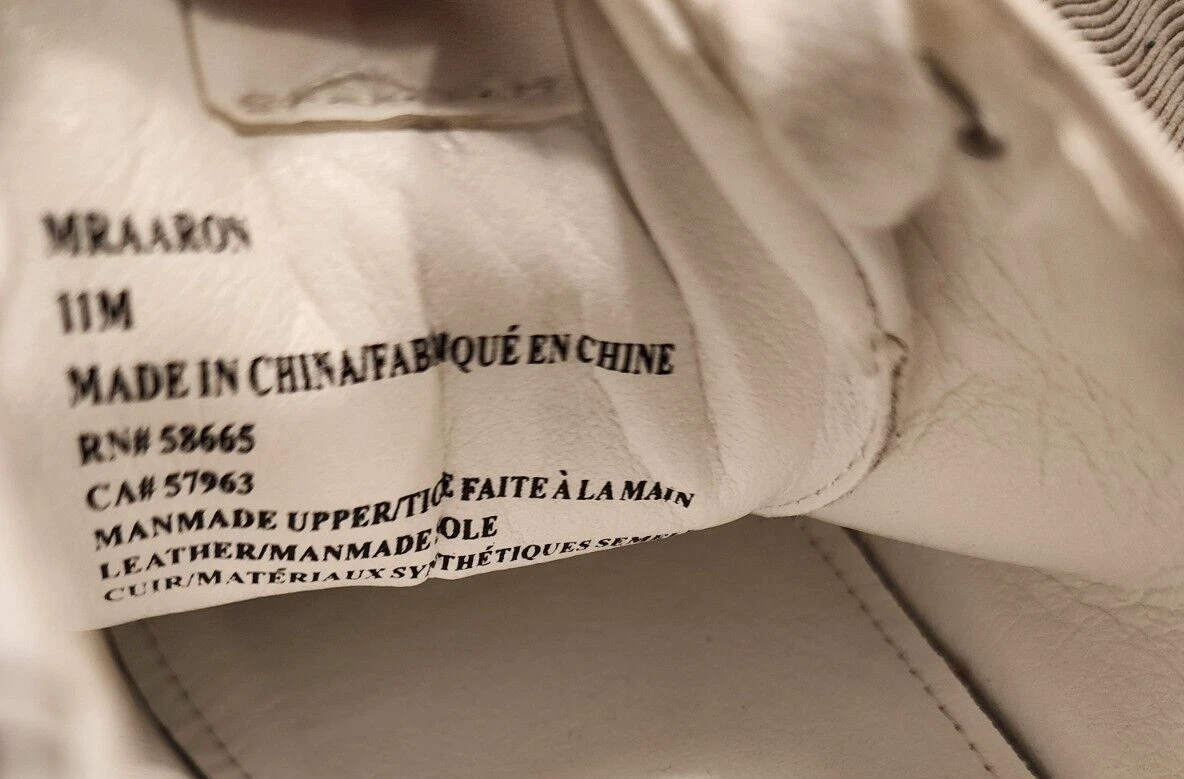 MRAARON
11M
MADE IN CHINA/FABRIQUÉ EN CHINE
RN# 58665
CA# 57963
MANMADE UPPER/TIGE FAITE À LA MAIN
LEATHER/MANMADE SOLE
CUIR/MATÉRIAUX SYNTHÉTIQUES